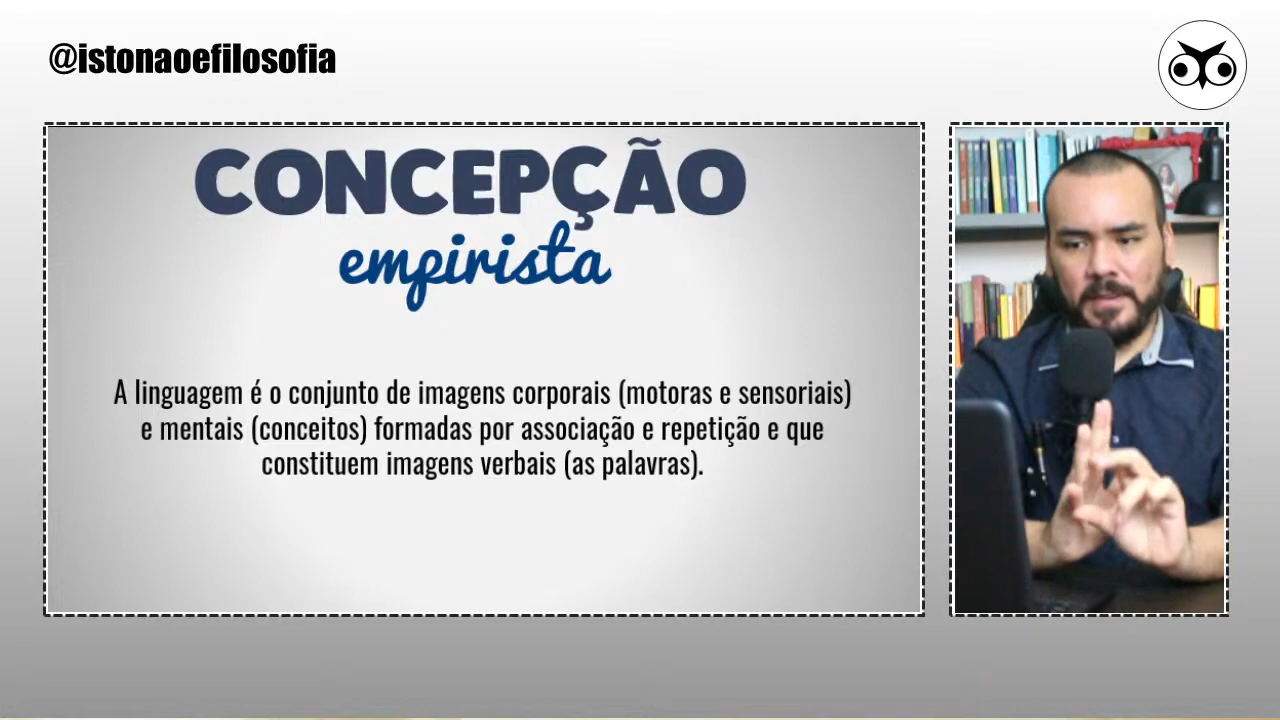 @istonaoefilosofia
CONCEPÇÃO
empirista
A linguagem é o conjunto de imagens corporais (motoras e sensoriais)
e mentais (conceitos) formadas por associação e repetição e que
constituem imagens verbais (as palavras).